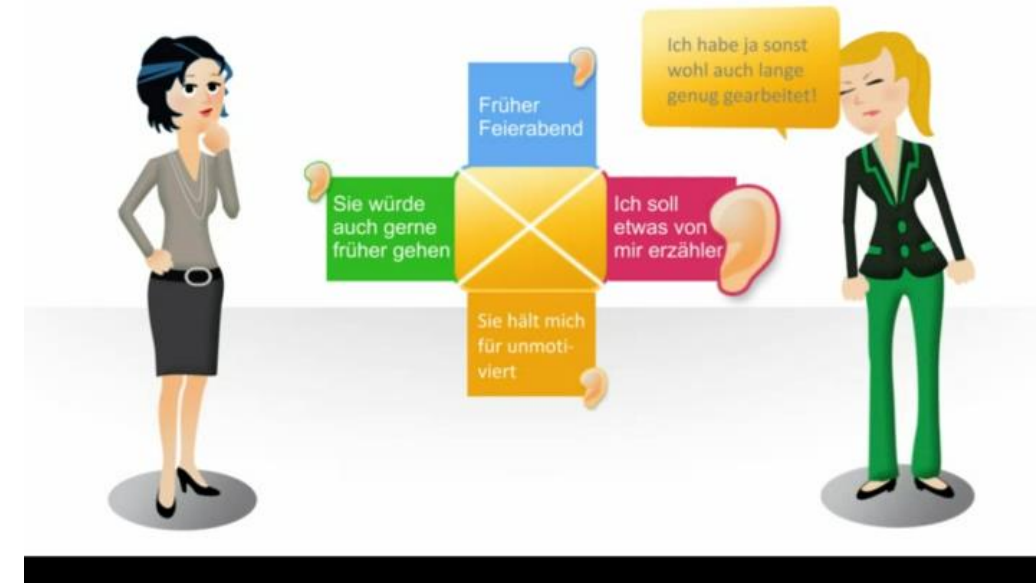 Ich habe ja sonst
wohl auch lange
genug gearbeitet!
Früher
Feierabend
Sie würde
auch gerne
früher gehen
Ich soll
etwas von
mir erzähler
Sie hält mich
für unmoti-
viert